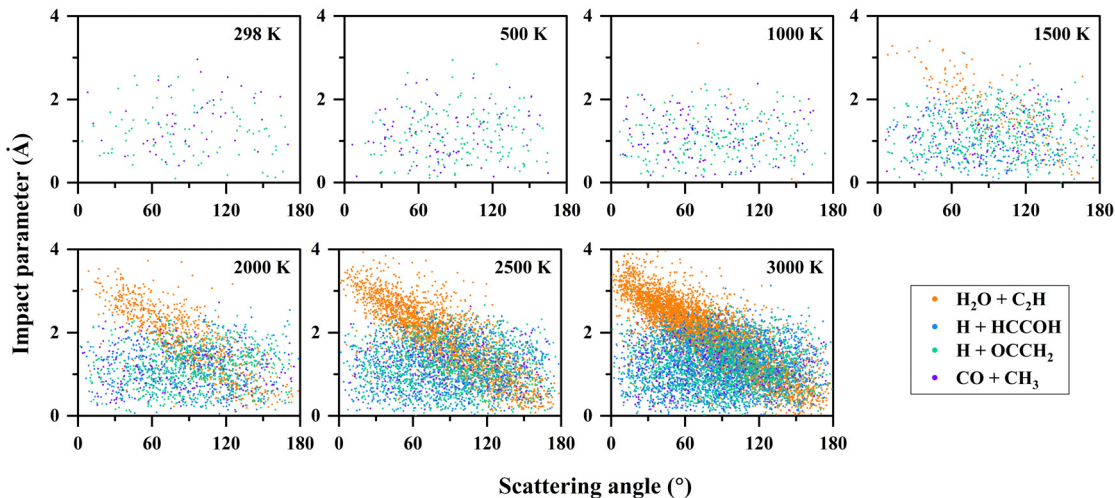 298 K
500 K
1000 K
1500 K
4
2
0
0 60 120 180
4
2
0
0 60 120 180
4
2
0
0 60 120 180
4
2
0
0 60 120 180
Impact parameter (Å)
2000 K
2500 K
3000 K
4
2
0
0 60 120 180
4
2
0
0 60 120 180
4
2
0
0 60 120 180
H₂O + C₂H
H + HCCOH
H + OCCH₂
CO + CH₃
Scattering angle (°)